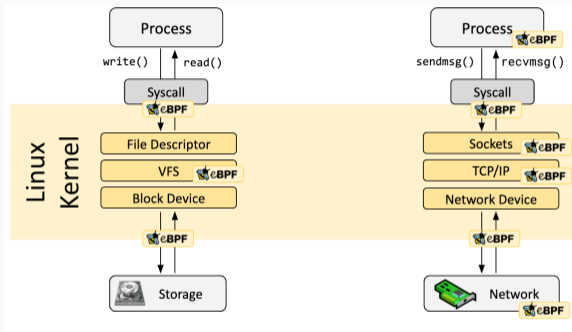 Process
write()
read()
Syscall
eBPF
Linux
Kernel
File Descriptor
VFS
eBPF
Block Device
eBPF
Storage
Process
eBPF
sendmsg()
recvmsg()
Syscall
eBPF
Sockets
eBPF
TCP/IP
eBPF
Network Device
eBPF
Network
eBPF